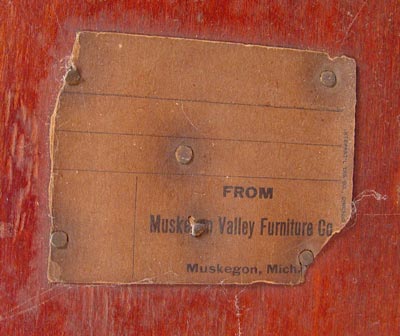 FROM
Muskegon Valley Furniture Co
Muskegon, Mich